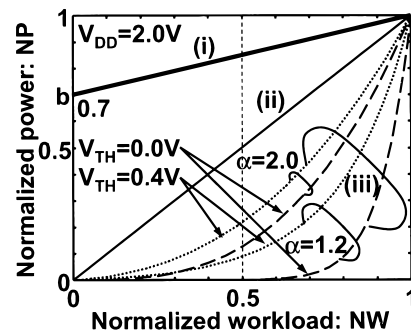 V_DD=2.0V
(i)
b
0.7
(ii)
V_TH=0.0V
V_TH=0.4V
α=2.0
(iii)
α=1.2
1
0.5
0
0
0.5
1
Normalized power: NP
Normalized workload: NW